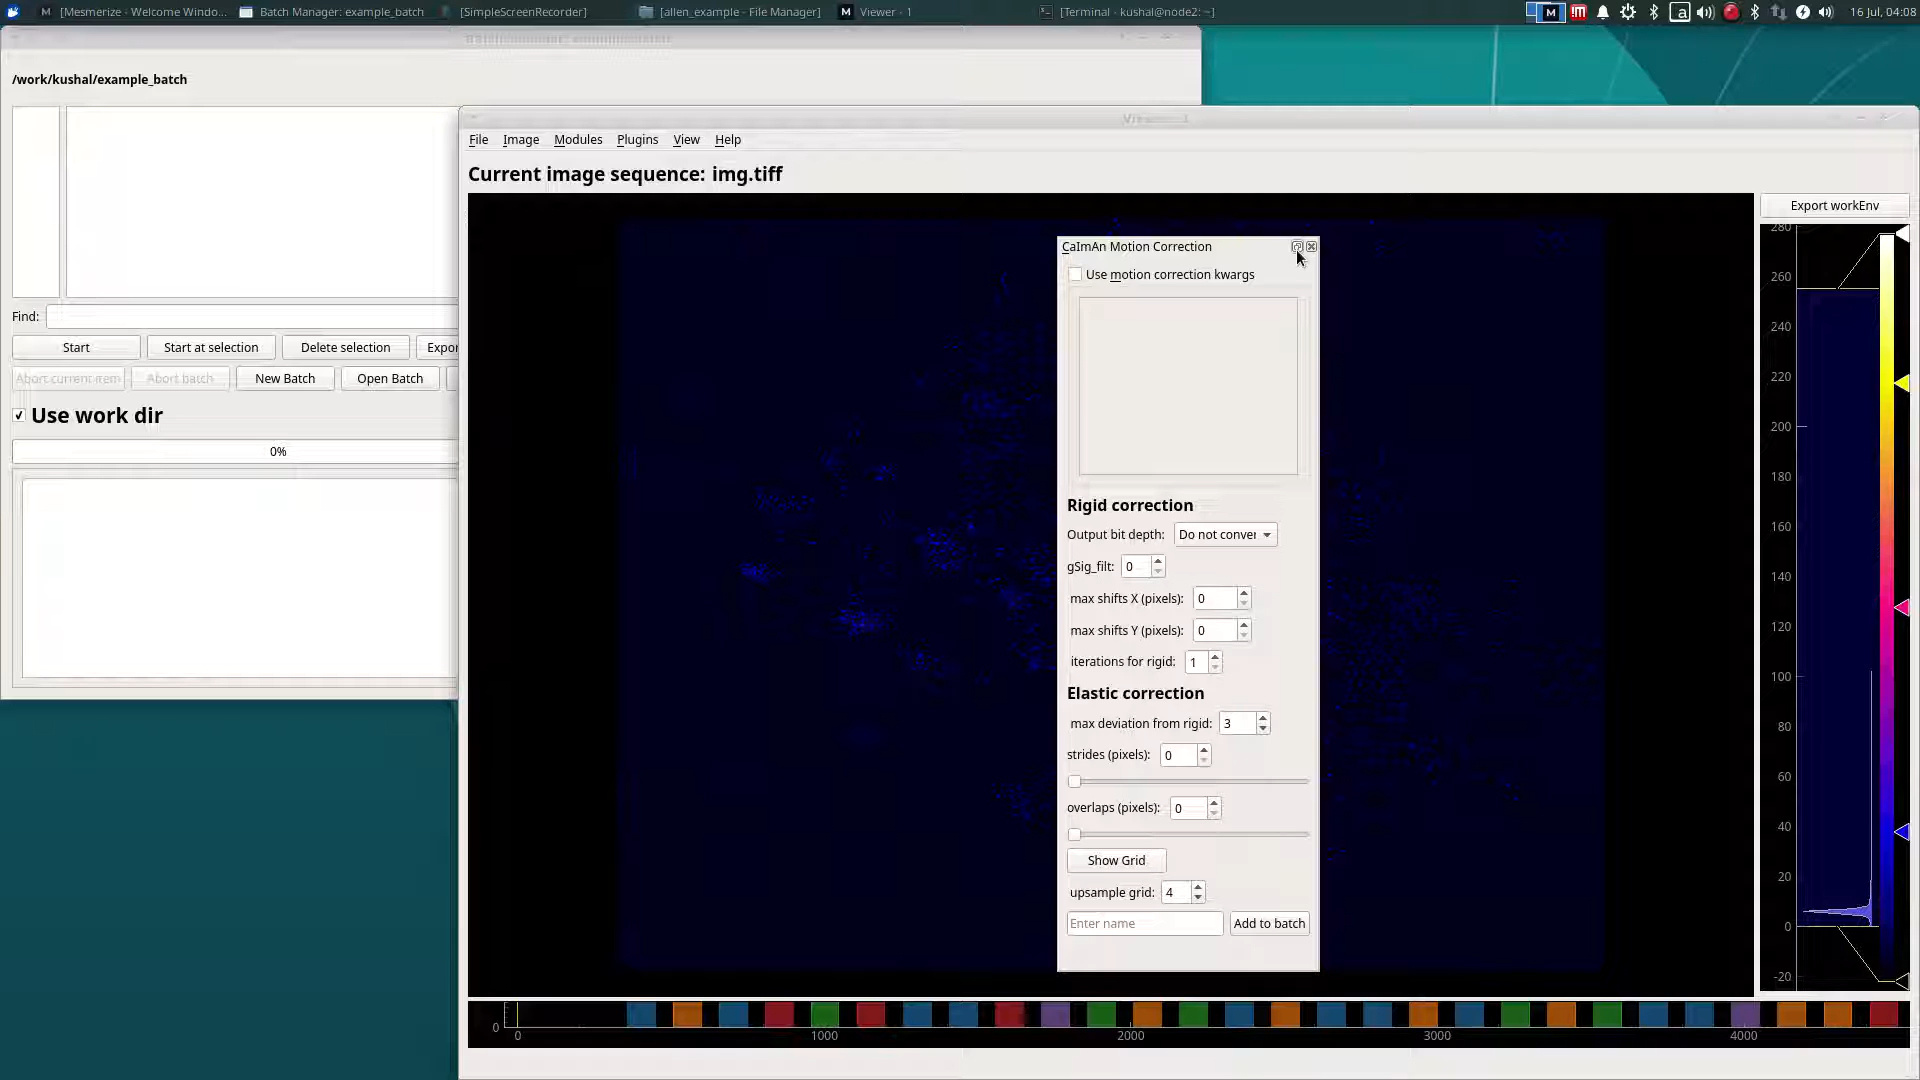 [Mesmerize - Welcome Windo...
Batch Manager: example_batch
[SimpleScreenRecorder]
[allen_example - File Manager]
Viewer - 1
[Terminal - kushal@node2: ~]
16 Jul, 04:08
/work/kushal/example_batch
Find:
Start
Start at selection
Delete selection
Expor
Abort current item
Abort batch
New Batch
Open Batch
Use work dir
0%
Viewer - 1
File Image Modules Plugins View Help
Current image sequence: img.tiff
Export workEnv
CaImAn Motion Correction
Use motion correction kwargs
Rigid correction
Output bit depth: Do not conver
gSig_filt: 0
max shifts X (pixels): 0
max shifts Y (pixels): 0
iterations for rigid: 1
Elastic correction
max deviation from rigid: 3
strides (pixels): 0
overlaps (pixels): 0
Show Grid
upsample grid: 4
Enter name
Add to batch
280
260
240
220
200
180
160
140
120
100
80
60
40
20
0
-20
0
0 1000 2000 3000 4000